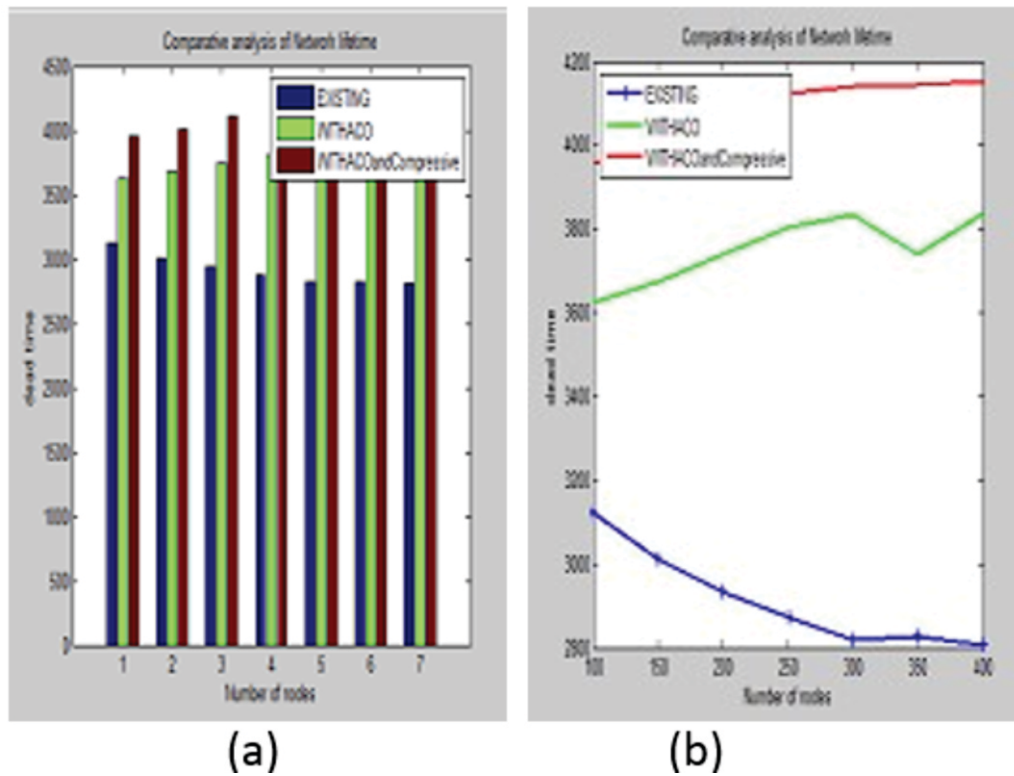 Comparative analysis of Network lifetime
4500
4000
3500
3000
2500
2000
1500
1000
500
0
dead time
EXISTING
WITHACO
WITHACOandCompressive
1 2 3 4 5 6 7
Number of nodes
(a)
Comparative analysis of Network lifetime
4200
4000
3800
3600
3400
3200
3000
2800
dead time
EXISTING
WITHACO
WITHACOandCompressive
100 150 200 250 300 350 400
Number of nodes
(b)